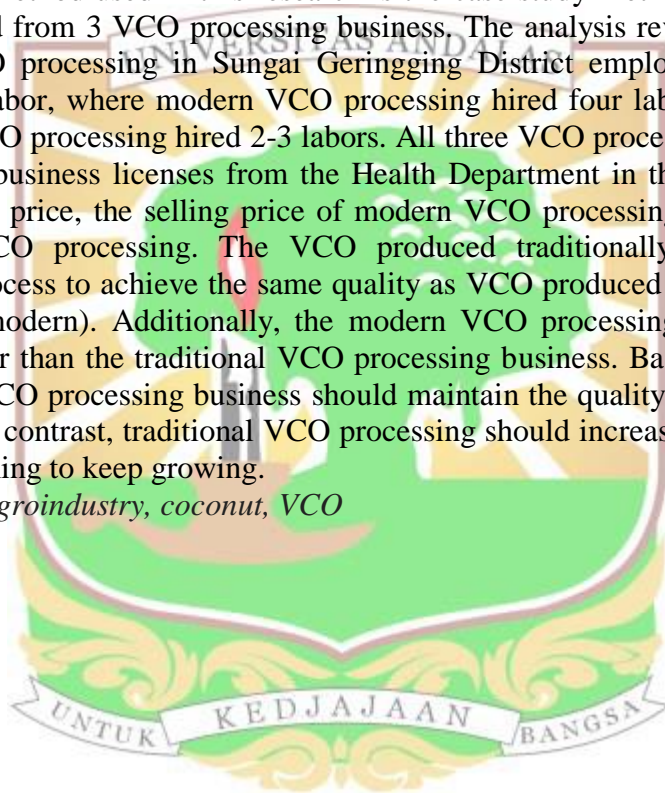 d from 3 VCO processing business. The analysis rev
UNIVERSITAS ANDALAS
O processing in Sungai Geringging District emplo
abor, where modern VCO processing hired four lab
CO processing hired 2-3 labors. All three VCO proce
business licenses from the Health Department in th
price, the selling price of modern VCO processing
CO processing. The VCO produced traditionally
ocess to achieve the same quality as VCO produced
modern). Additionally, the modern VCO processing
r than the traditional VCO processing business. Ba
CO processing business should maintain the quality
contrast, traditional VCO processing should increas
ning to keep growing.
groindustry, coconut, VCO
UNTUK KEDJAJAAN BANGSA